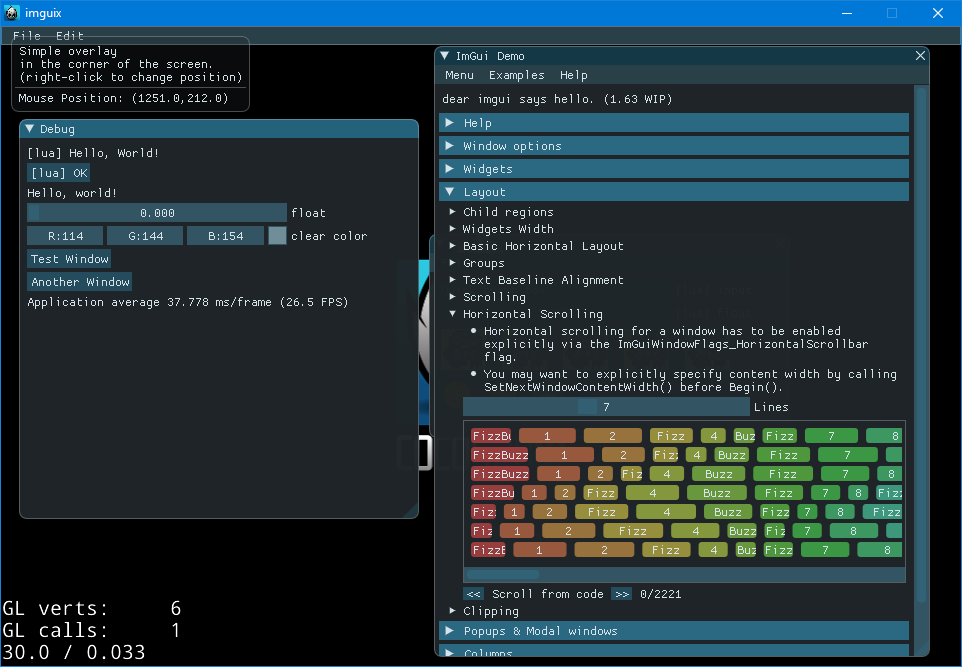 imguix
File Edit
Simple overlay
in the corner of the screen.
(right-click to change position)
Mouse Position: (1251.0,212.0)
Debug
[lua] Hello, World!
[lua] OK
Hello, world!
0.000 float
R:114 G:144 B:154 clear color
Test Window
Another Window
Application average 37.778 ms/frame (26.5 FPS)
GL verts: 6
GL calls: 1
30.0 / 0.033
ImGui Demo
Menu Examples Help
dear imgui says hello. (1.63 WIP)
Help
Window options
Widgets
Layout
Child regions
Widgets Width
Basic Horizontal Layout
Groups
Text Baseline Alignment
Scrolling
Horizontal Scrolling
Horizontal scrolling for a window has to be enabled
explicitly via the ImGuiWindowFlags_HorizontalScrollbar
flag.
You may want to explicitly specify content width by calling
SetNextWindowContentWidth() before Begin().
7 Lines
FizzBu 1 2 Fizz 4 Buz Fizz 7 8
FizzBuzz 1 2 Fiz 4 Buzz Fizz 7
FizzBuzz 1 2 Fiz 4 Buzz Fizz 7 8
FizzBu 1 2 Fizz 4 Buzz Fizz 7 8 Fiz
Fiz 1 2 Fizz 4 Buzz Fizz 7 8 Fizz
Fiz 1 2 Fizz 4 Buzz Fiz 7 8
FizzB 1 2 Fizz 4 Buz Fizz 7 8
<< Scroll from code >> 0/2221
Clipping
Popups & Modal windows
Columns